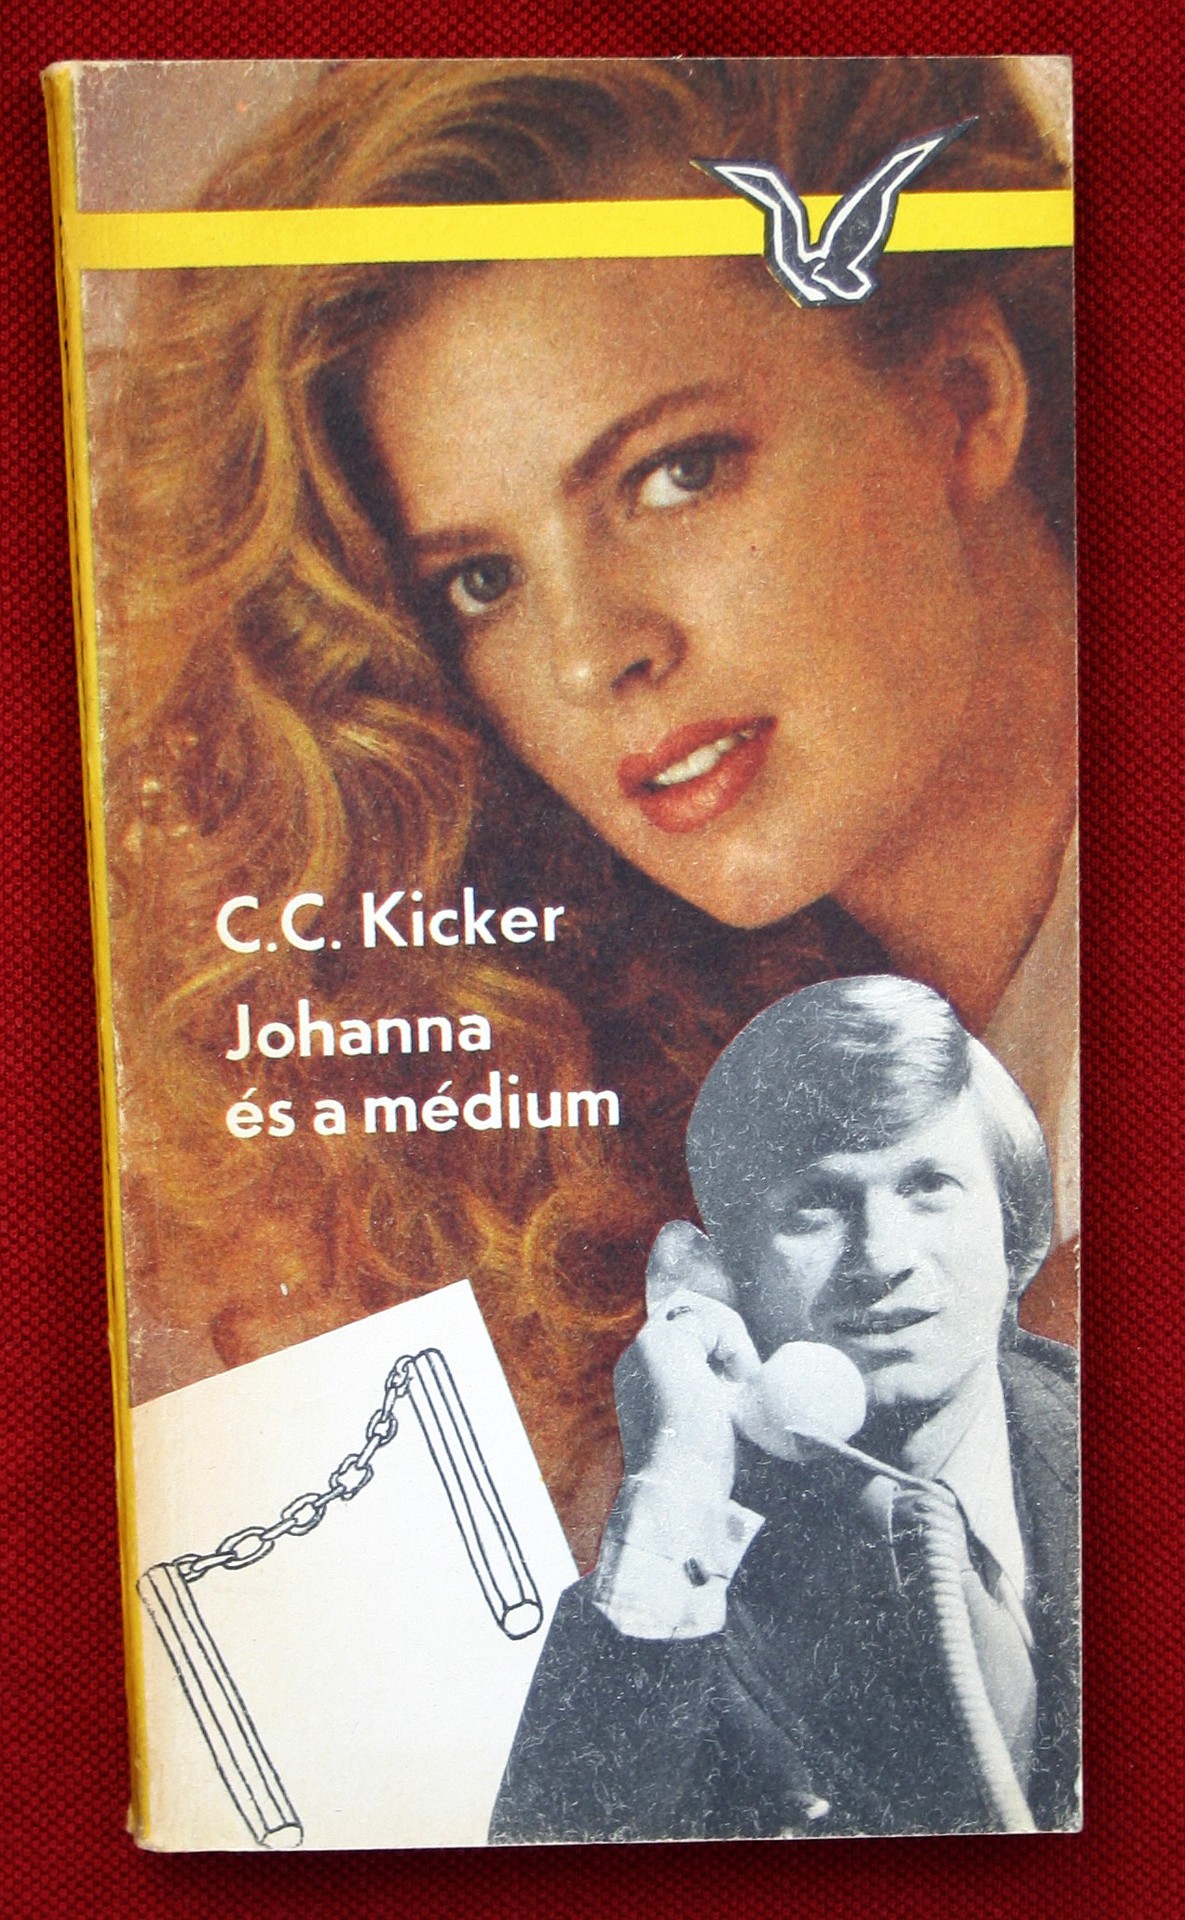 C.C. Kicker
Johanna
és a médium